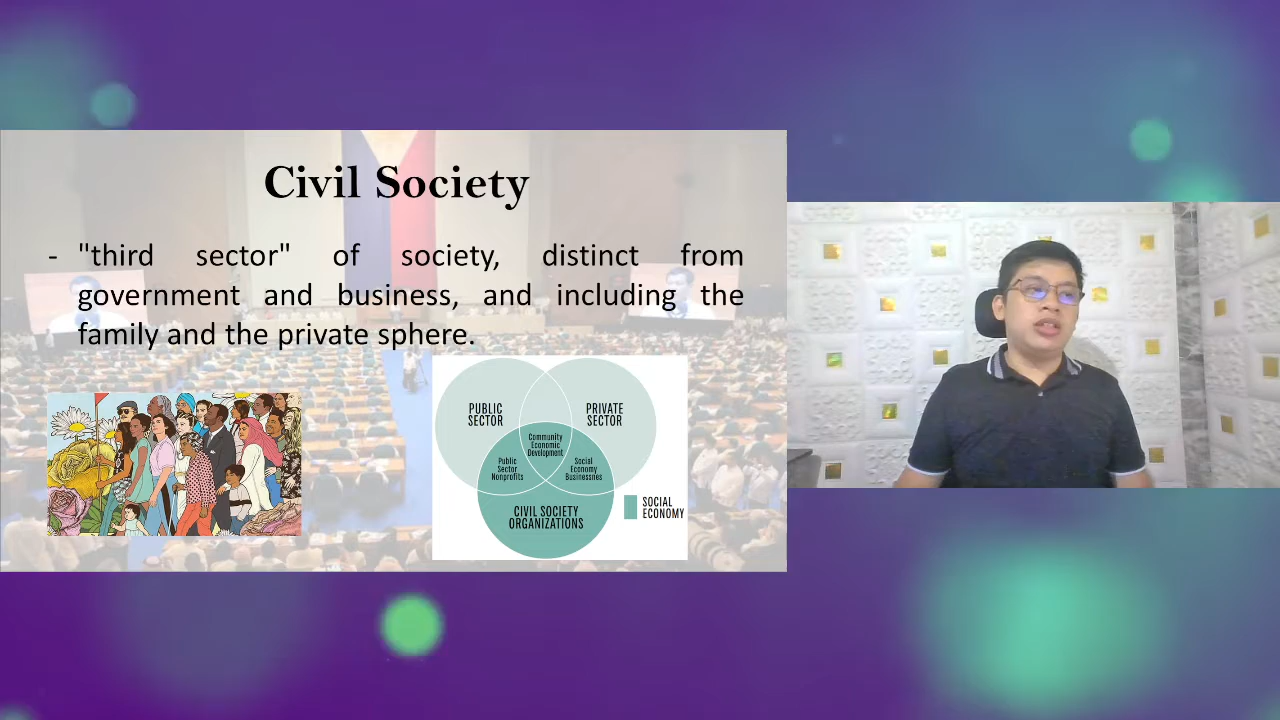 Civil Society
- "third sector" of society, distinct from
government and business, and including the
family and the private sphere.
PUBLIC
SECTOR
PRIVATE
SECTOR
Community
Economic
Development
Public
Sector
Nonprofits
Social
Economy
Businessnes
CIVIL SOCIETY
ORGANIZATIONS
SOCIAL
ECONOMY